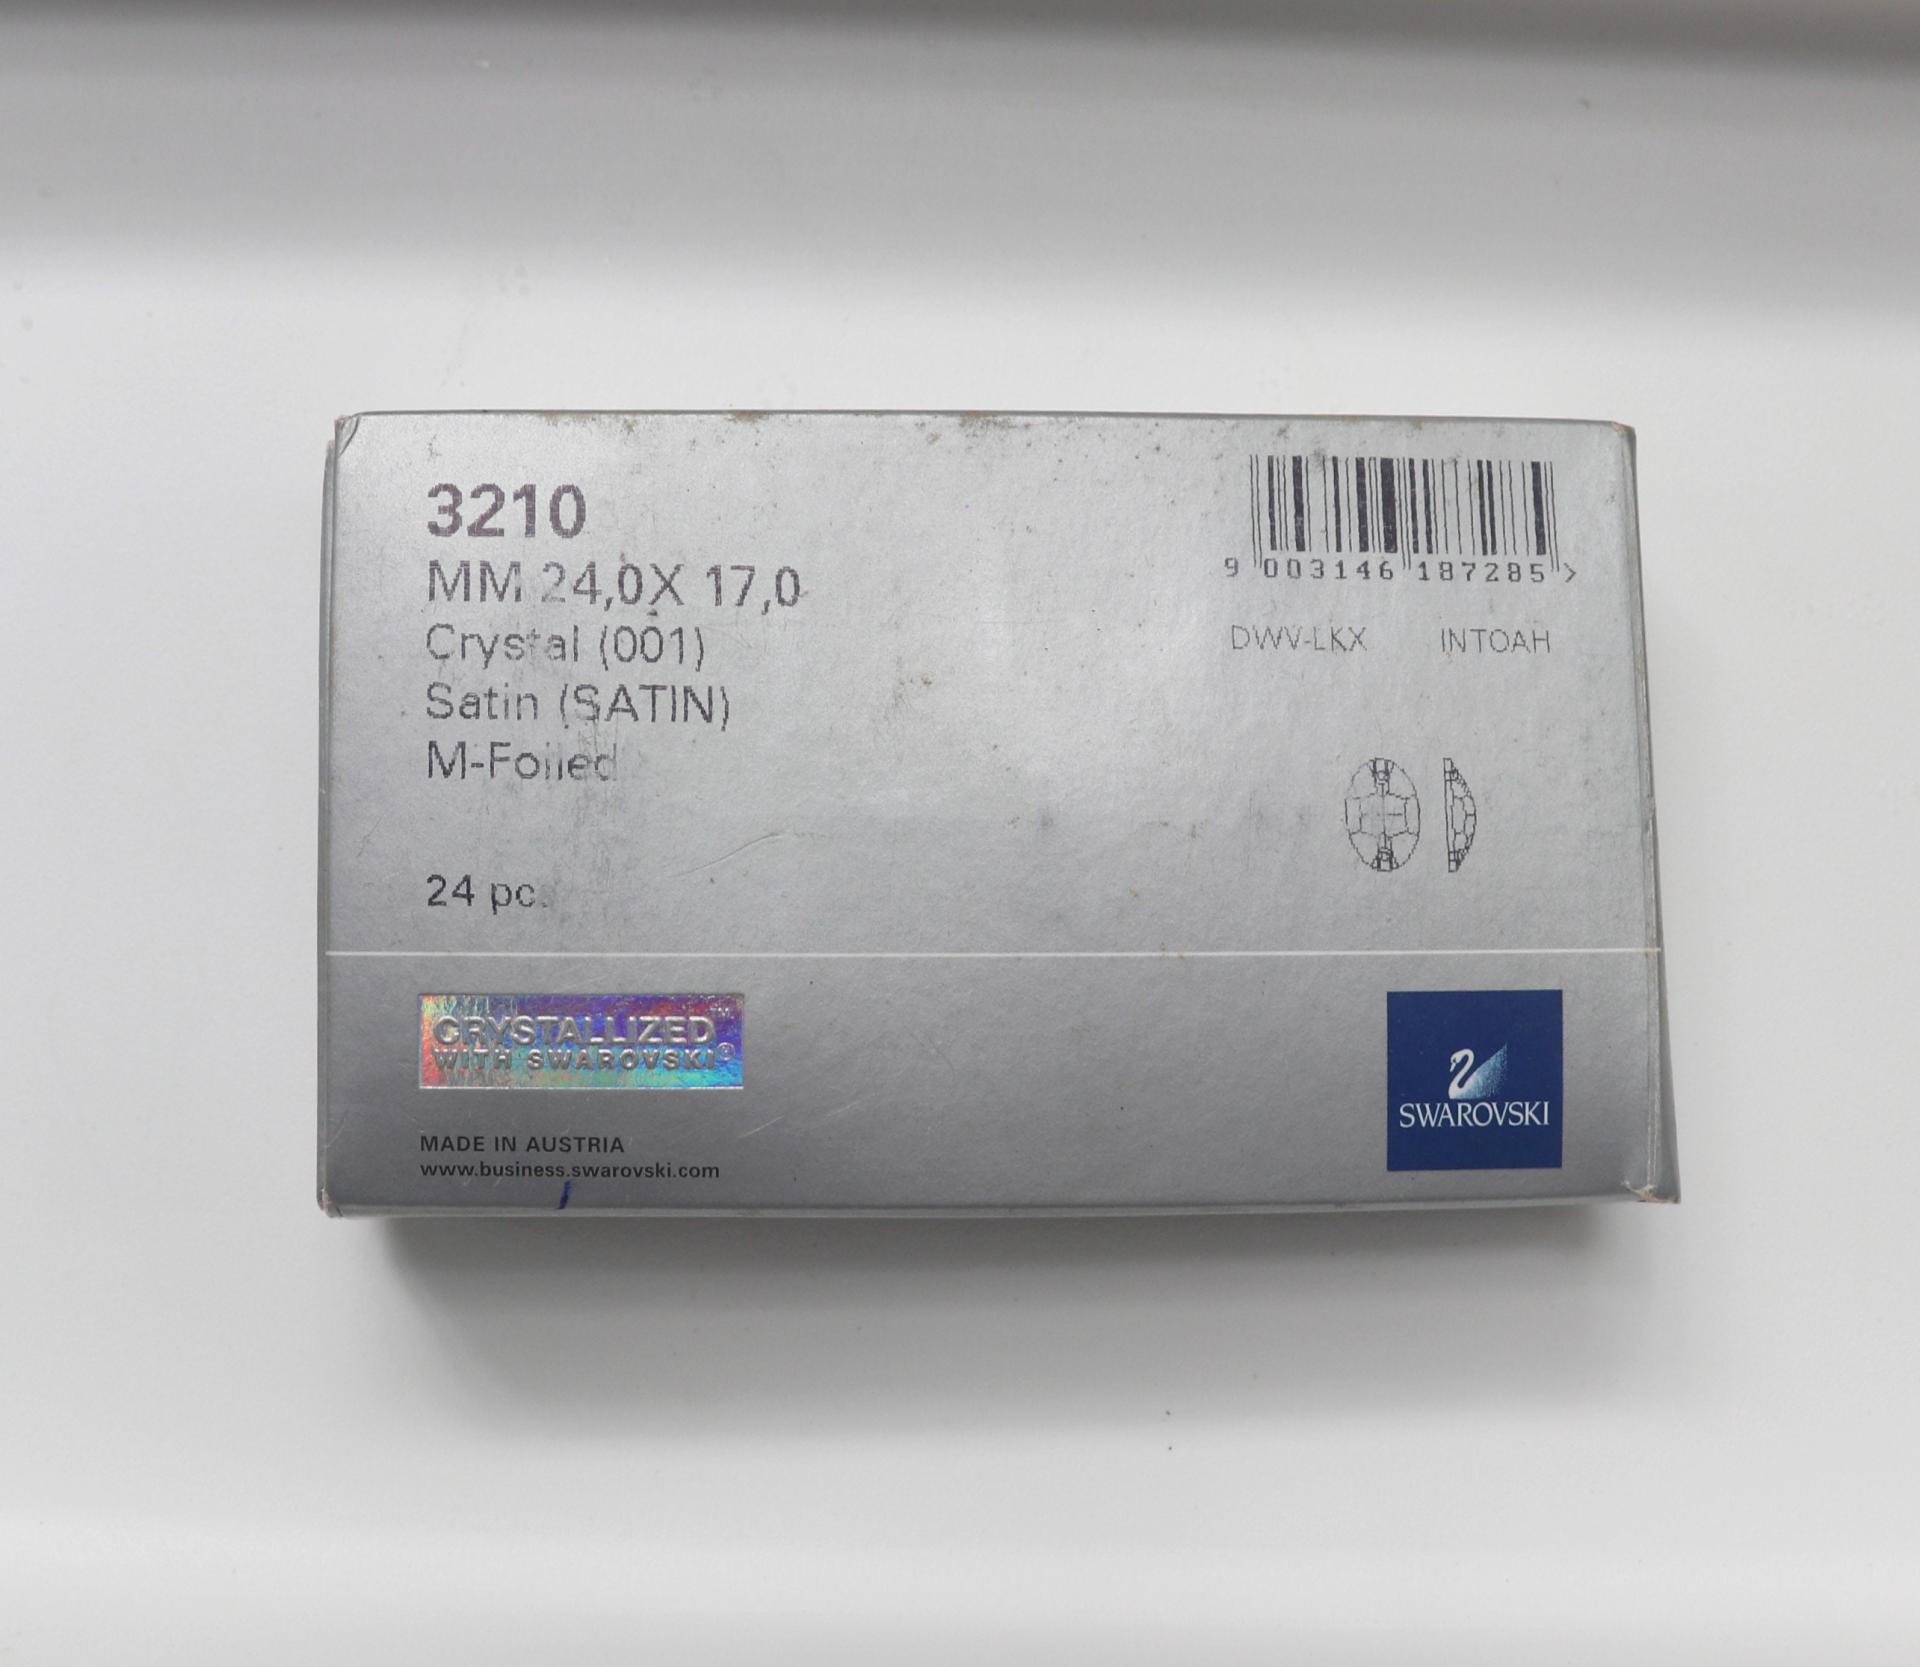 3210
MM 24,0X 17,0
Crystal (001)
Satin (SATIN)
M-Foiled
24 pc.
9 003146 187285 >
DWV-LKX INTOAH
CRYSTALLIZED™
WITH SWAROVSKI®
MADE IN AUSTRIA
www.business.swarovski.com
SWAROVSKI